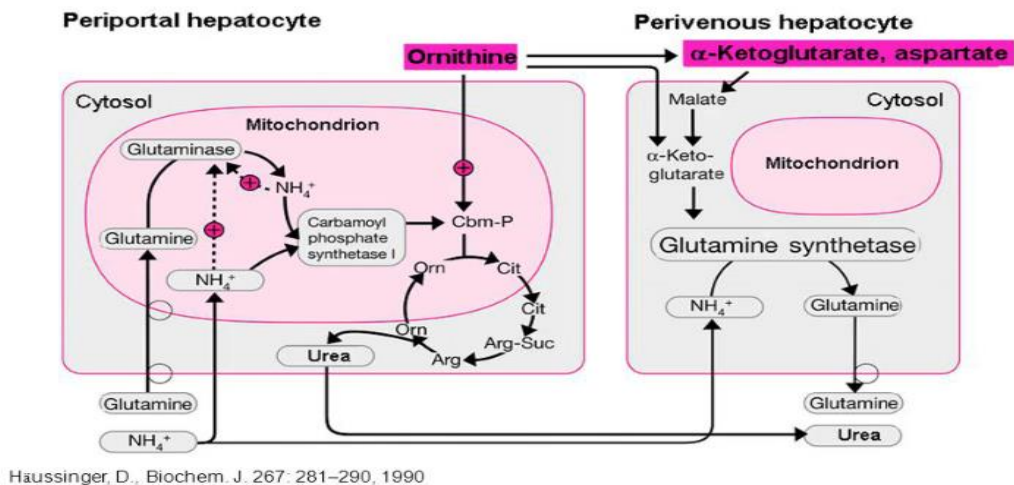 Periportal hepatocyte
Perivenous hepatocyte
Ornithine
α-Ketoglutarate, aspartate
Cytosol
Mitochondrion
Glutaminase
+
NH₄⁺
+
Glutamine
NH₄⁺
Carbamoyl
phosphate
synthetase I
+
Cbm-P
Orn
Cit
Cit
Orn
Arg-Suc
Arg
Urea
Glutamine
NH₄⁺
Malate
Cytosol
α-Keto-
glutarate
Mitochondrion
Glutamine synthetase
NH₄⁺
Glutamine
Glutamine
Urea
Häussinger, D., Biochem. J. 267: 281–290, 1990